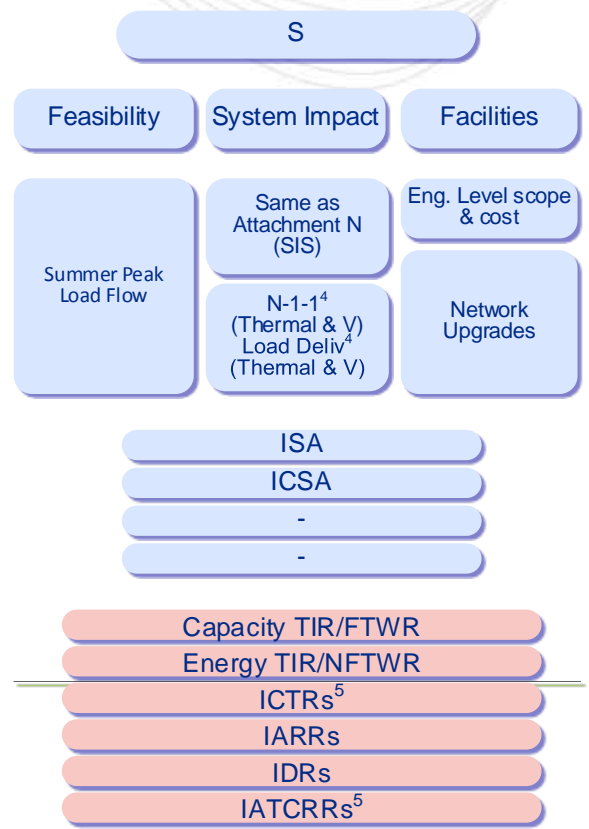 S
Feasibility
System Impact
Facilities
Summer Peak
Load Flow
Same as
Attachment N
(SIS)
N-1-1⁴
(Thermal & V)
Load Deliv⁴
(Thermal & V)
Eng. Level scope
& cost
Network
Upgrades
ISA
ICSA
-
-
Capacity TIR/FTWR
Energy TIR/NFTWR
ICTRs⁵
IARRs
IDRs
IATCRRs⁵